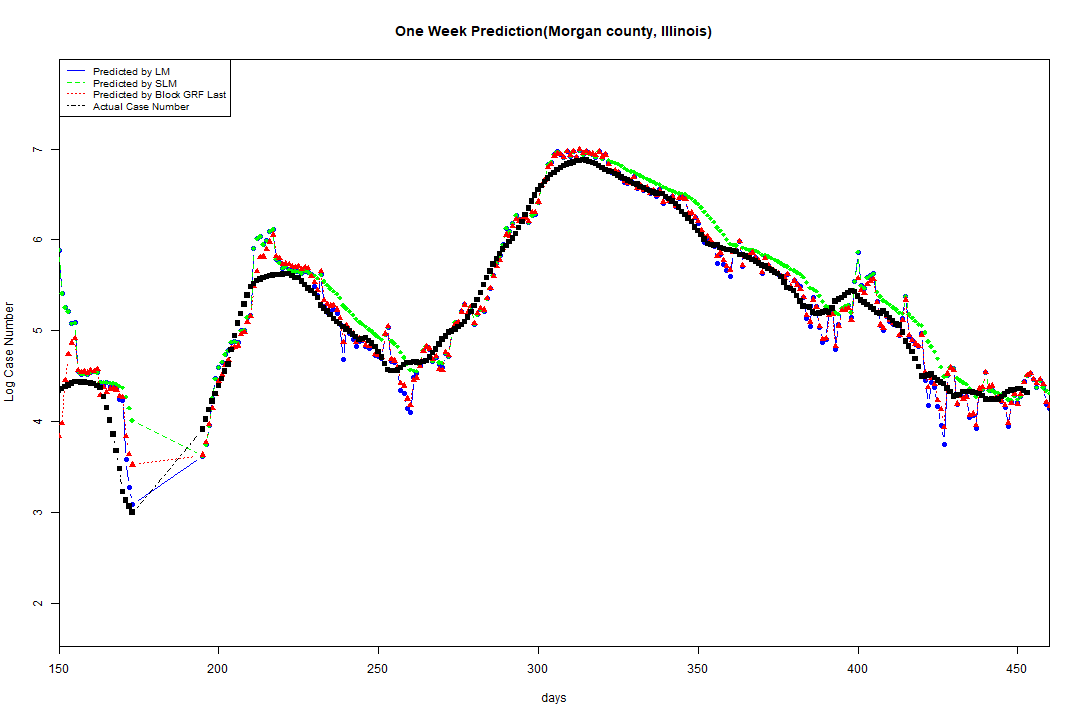 One Week Prediction(Morgan county, Illinois)
Predicted by LM
Predicted by SLM
Predicted by Block GRF Last
Actual Case Number
Log Case Number
7
6
5
4
3
2
150 200 250 300 350 400 450
days